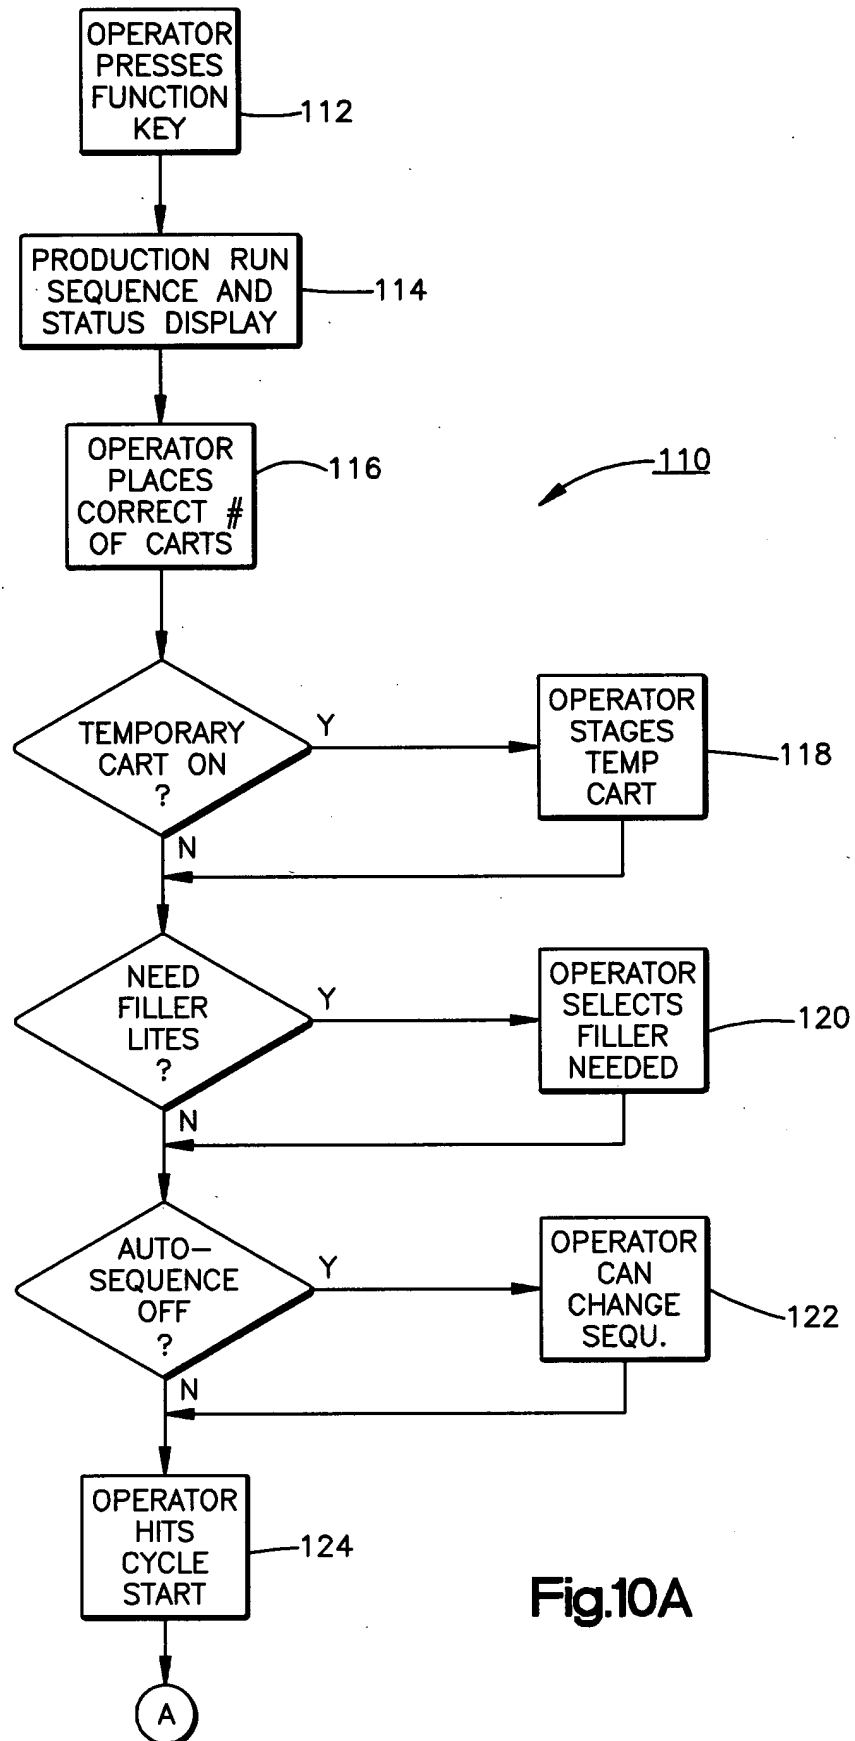 OPERATOR
PRESSES
FUNCTION
KEY
112
PRODUCTION RUN
SEQUENCE AND
STATUS DISPLAY
114
OPERATOR
PLACES
CORRECT #
OF CARTS
116
110
TEMPORARY
CART ON
?
Y
N
OPERATOR
STAGES
TEMP
CART
118
NEED
FILLER
LITES
?
Y
N
OPERATOR
SELECTS
FILLER
NEEDED
120
AUTO-
SEQUENCE
OFF
?
Y
N
OPERATOR
CAN
CHANGE
SEQU.
122
OPERATOR
HITS
CYCLE
START
124
A
Fig.10A